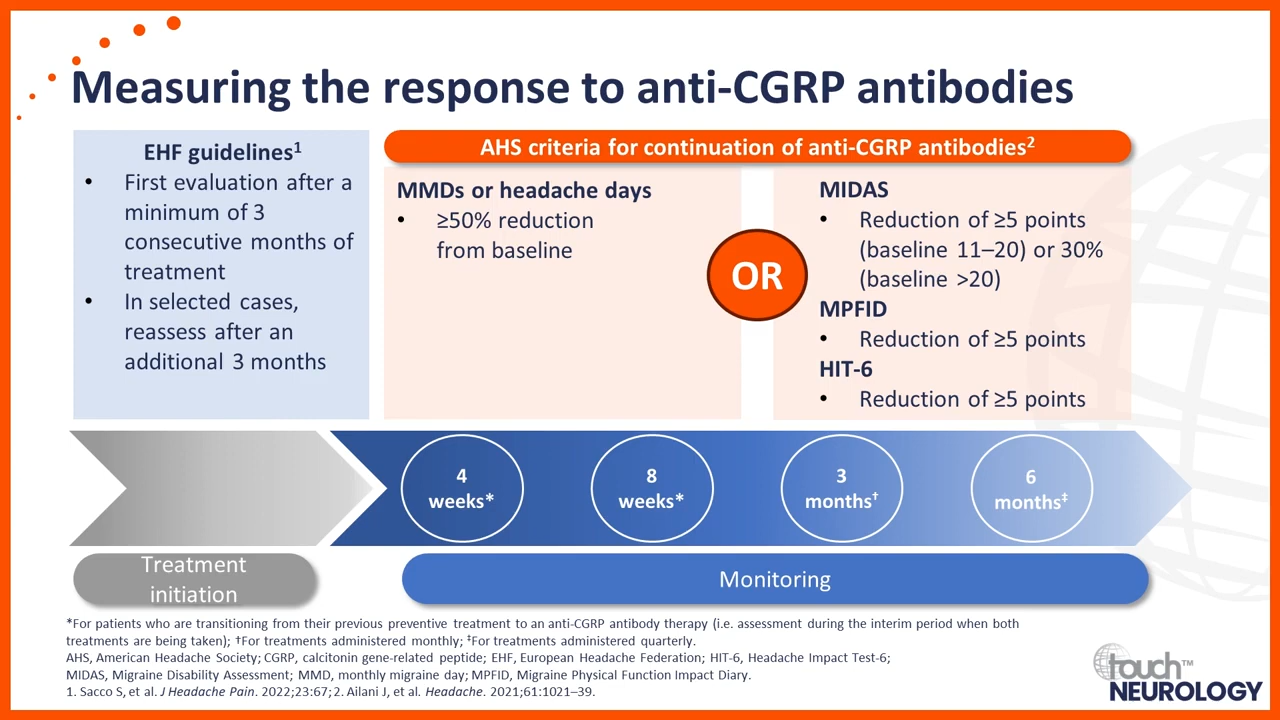 Measuring the response to anti-CGRP antibodies
EHF guidelines¹
• First evaluation after a
minimum of 3
consecutive months of
treatment
• In selected cases,
reassess after an
additional 3 months
AHS criteria for continuation of anti-CGRP antibodies²
MMDs or headache days
• ≥50% reduction
from baseline
OR
MIDAS
• Reduction of ≥5 points
(baseline 11–20) or 30%
(baseline >20)
MPFID
• Reduction of ≥5 points
HIT-6
• Reduction of ≥5 points
4
weeks*
8
weeks*
3
months†
6
months‡
Treatment
initiation
Monitoring
*For patients who are transitioning from their previous preventive treatment to an anti-CGRP antibody therapy (i.e. assessment during the interim period when both
treatments are being taken); †For treatments administered monthly; ‡For treatments administered quarterly.
AHS, American Headache Society; CGRP, calcitonin gene-related peptide; EHF, European Headache Federation; HIT-6, Headache Impact Test-6;
MIDAS, Migraine Disability Assessment; MMD, monthly migraine day; MPFID, Migraine Physical Function Impact Diary.
1. Sacco S, et al. J Headache Pain. 2022;23:67; 2. Ailani J, et al. Headache. 2021;61:1021–39.
touch™
NEUROLOGY